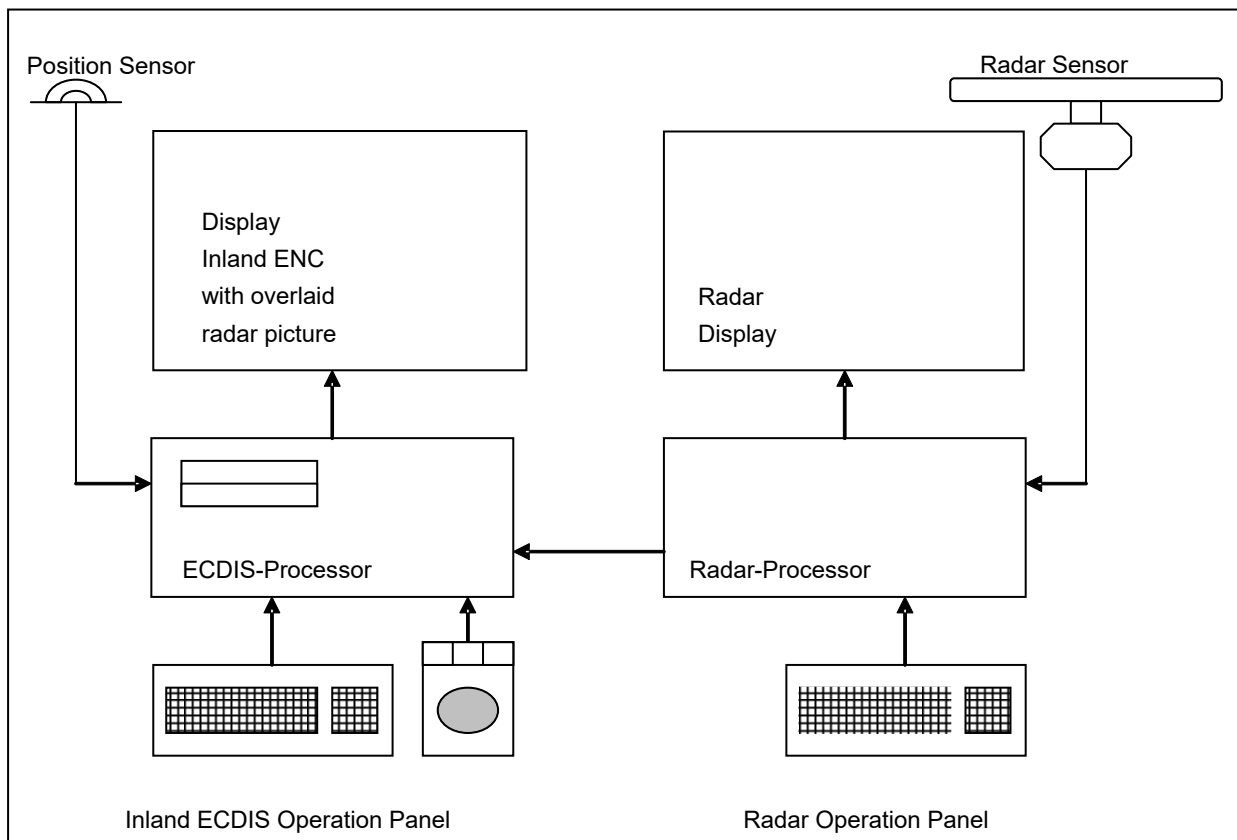 Position Sensor
Radar Sensor
Display
Inland ENC
with overlaid
radar picture
Radar
Display
ECDIS-Processor
Radar-Processor
Inland ECDIS Operation Panel
Radar Operation Panel